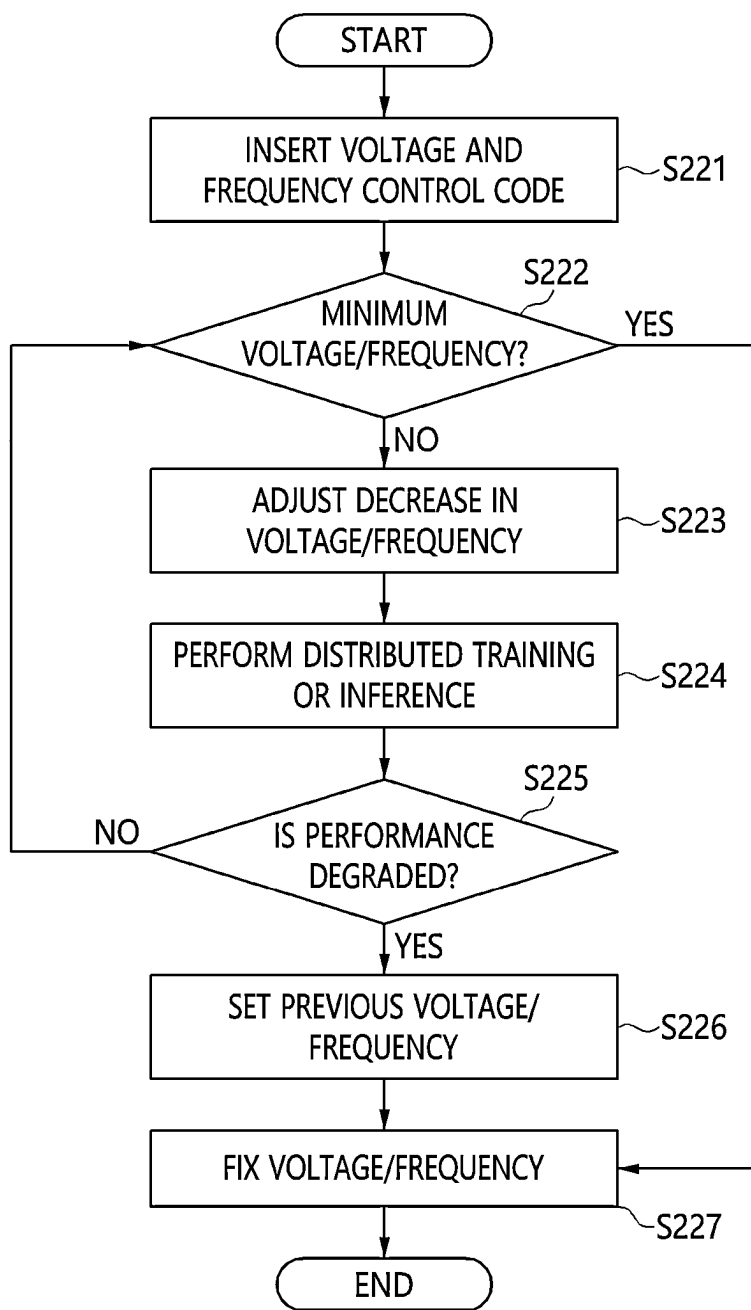 START
INSERT VOLTAGE AND
FREQUENCY CONTROL CODE
S221
S222
MINIMUM
VOLTAGE/FREQUENCY?
YES
NO
ADJUST DECREASE IN
VOLTAGE/FREQUENCY
S223
PERFORM DISTRIBUTED TRAINING
OR INFERENCE
S224
S225
NO
IS PERFORMANCE
DEGRADED?
YES
SET PREVIOUS VOLTAGE/
FREQUENCY
S226
FIX VOLTAGE/FREQUENCY
S227
END